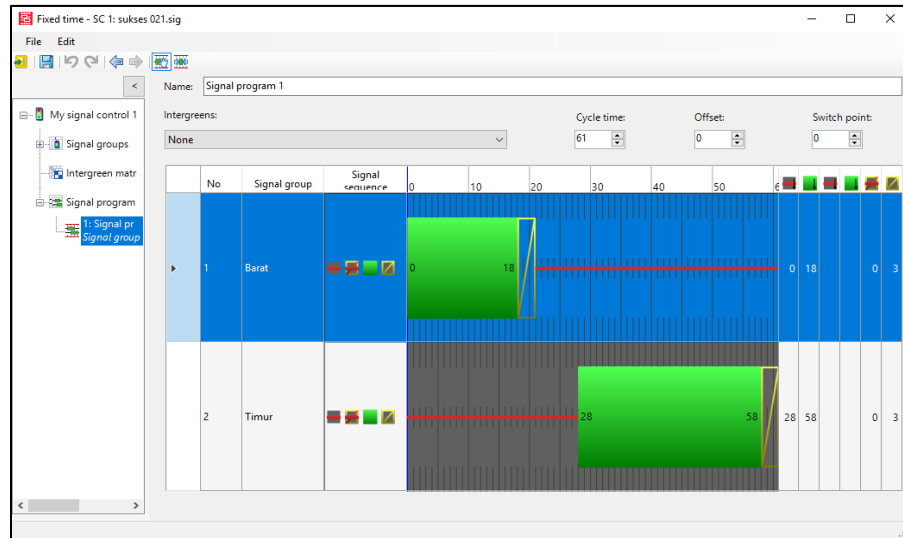 Fixed time - SC 1: sukses 021.sig
File Edit
<
Name: Signal program 1
My signal control 1
Signal groups
Intergreen matr
Signal program
1: Signal pr
Signal group
Intergreens:
Cycle time:
Offset:
Switch point:
None
61
0
0
No
Signal group
Signal
sequence
0 10 20 30 40 50 6
1 Barat 0 18 0 18 0 3
2 Timur 28 58 28 58 0 3